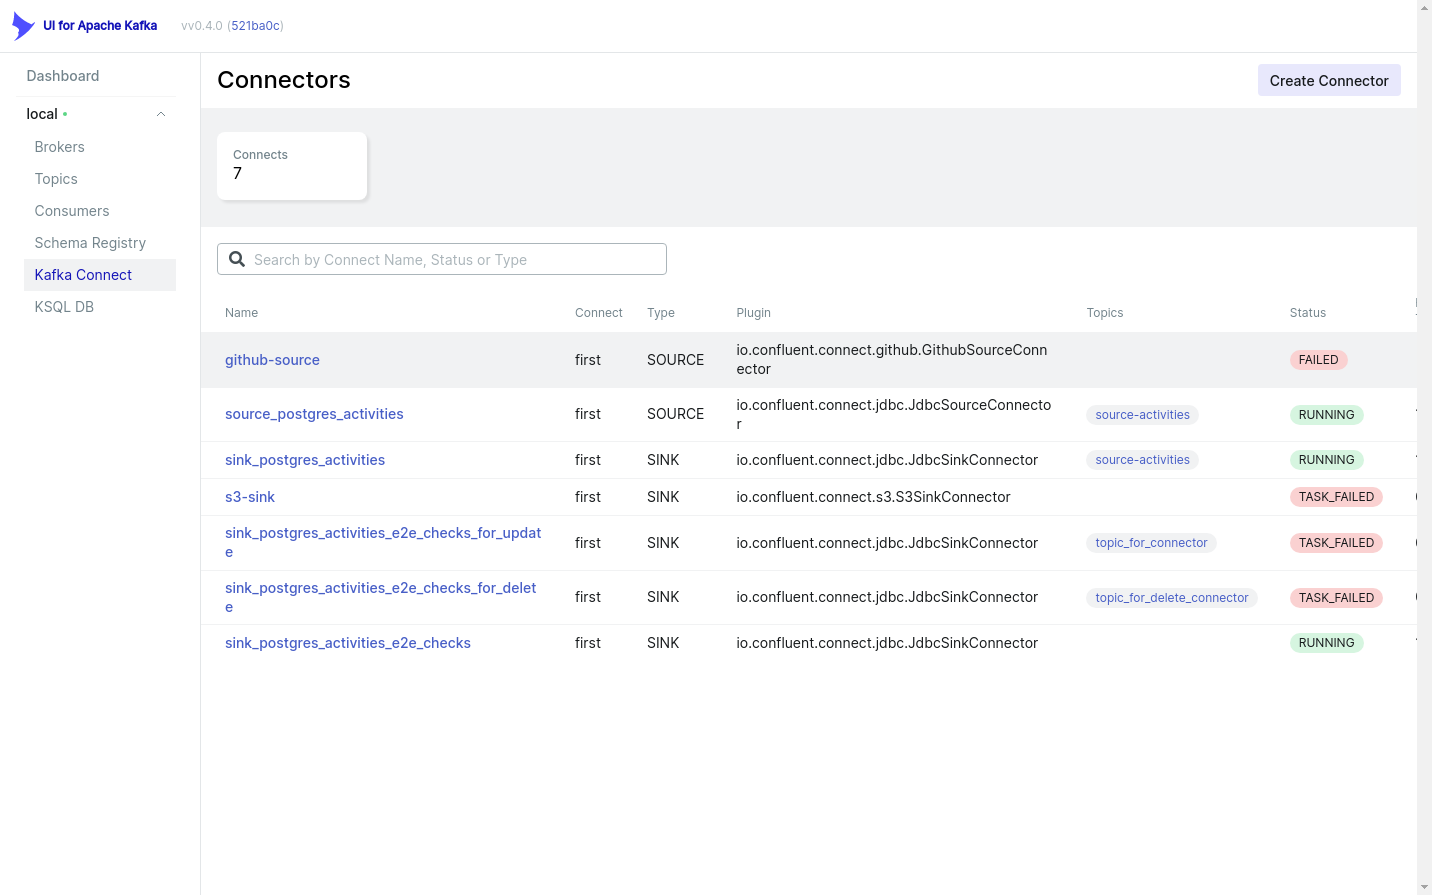 UI for Apache Kafka vv0.4.0 (521ba0c)
Dashboard
local
Brokers
Topics
Consumers
Schema Registry
Kafka Connect
KSQL DB
Connectors
Create Connector
Connects
7
Search by Connect Name, Status or Type
Name Connect Type Plugin Topics Status
github-source first SOURCE io.confluent.connect.github.GithubSourceConn FAILED
ector
source_postgres_activities first SOURCE io.confluent.connect.jdbc.JdbcSourceConnecto source-activities RUNNING
r
sink_postgres_activities first SINK io.confluent.connect.jdbc.JdbcSinkConnector source-activities RUNNING
s3-sink first SINK io.confluent.connect.s3.S3SinkConnector TASK_FAILED
sink_postgres_activities_e2e_checks_for_updat first SINK io.confluent.connect.jdbc.JdbcSinkConnector topic_for_connector TASK_FAILED
e
sink_postgres_activities_e2e_checks_for_delet first SINK io.confluent.connect.jdbc.JdbcSinkConnector topic_for_delete_connector TASK_FAILED
e
sink_postgres_activities_e2e_checks first SINK io.confluent.connect.jdbc.JdbcSinkConnector RUNNING